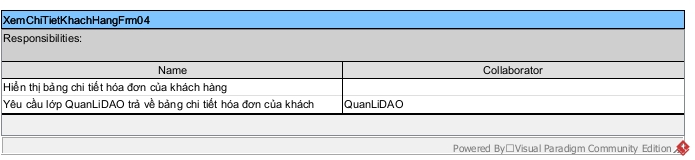 XemChiTietKhachHangFrm04
Responsibilities:
Name Collaborator
Hiển thị bảng chi tiết hóa đơn của khách hàng
Yêu cầu lớp QuanLiDAO trả về bảng chi tiết hóa đơn của khách QuanLiDAO
Powered By□Visual Paradigm Community Edition